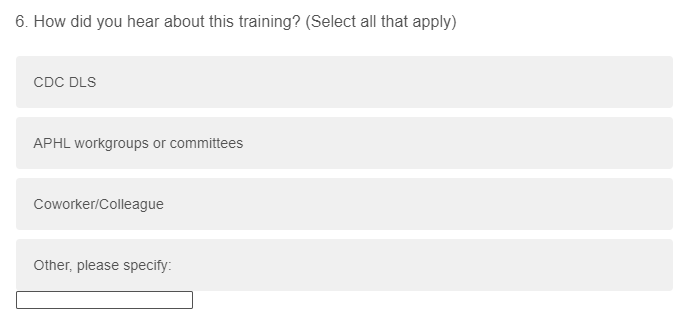 6. How did you hear about this training? (Select all that apply)
CDC DLS
APHL workgroups or committees
Coworker/Colleague
Other, please specify: